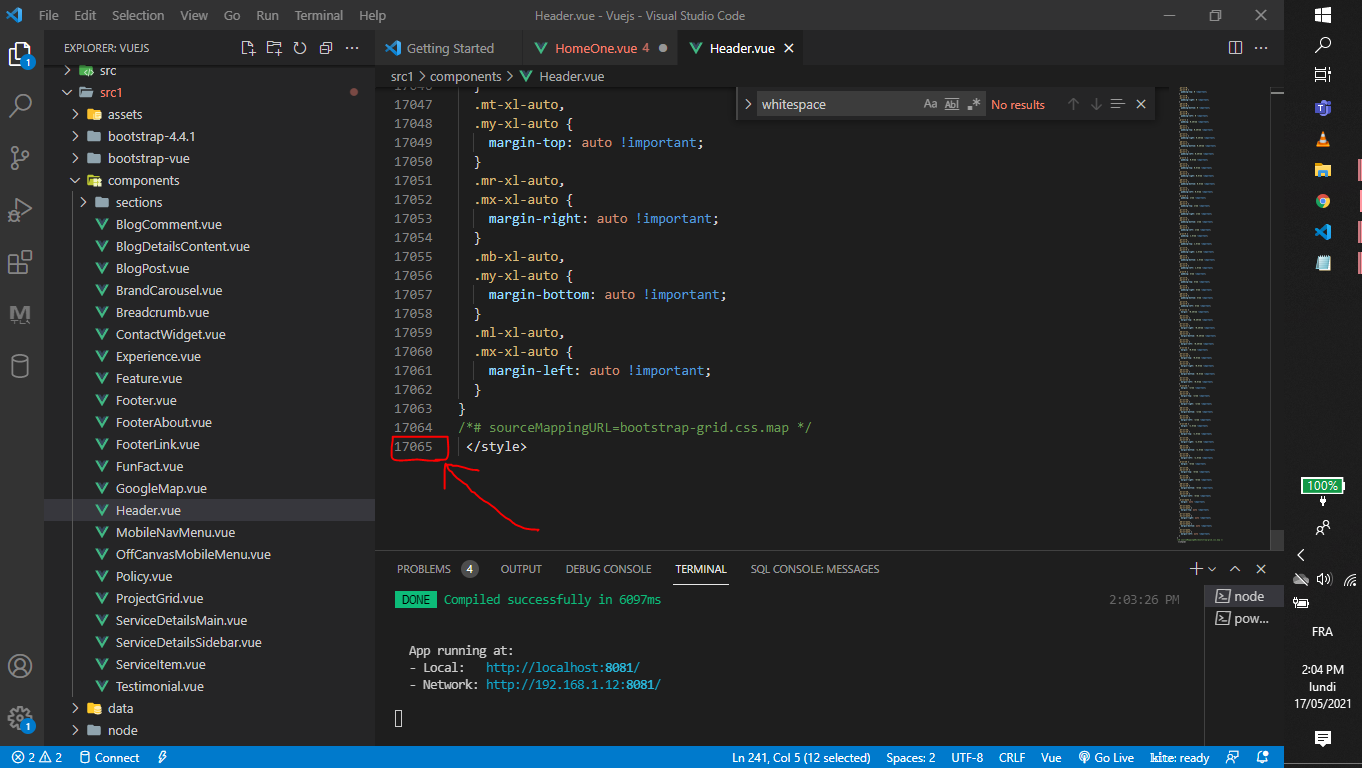 File Edit Selection View Go Run Terminal Help
Header.vue - Vuejs - Visual Studio Code
EXPLORER: VUEJS
Getting Started
HomeOne.vue 4
Header.vue
src1 > components > Header.vue
whitespace
Aa Abl .*
No results
src
src1
assets
bootstrap-4.4.1
bootstrap-vue
components
sections
BlogComment.vue
BlogDetailsContent.vue
BlogPost.vue
BrandCarousel.vue
Breadcrumb.vue
ContactWidget.vue
Experience.vue
Feature.vue
Footer.vue
FooterAbout.vue
FooterLink.vue
FunFact.vue
GoogleMap.vue
Header.vue
MobileNavMenu.vue
OffCanvasMobileMenu.vue
Policy.vue
ProjectGrid.vue
ServiceDetailsMain.vue
ServiceDetailsSidebar.vue
ServiceItem.vue
Testimonial.vue
data
node
17046 }
17047 .mt-xl-auto,
17048 .my-xl-auto {
17049 margin-top: auto !important;
17050 }
17051 .mr-xl-auto,
17052 .mx-xl-auto {
17053 margin-right: auto !important;
17054 }
17055 .mb-xl-auto,
17056 .my-xl-auto {
17057 margin-bottom: auto !important;
17058 }
17059 .ml-xl-auto,
17060 .mx-xl-auto {
17061 margin-left: auto !important;
17062 }
17063 }
17064 /*# sourceMappingURL=bootstrap-grid.css.map */
17065 </style>
PROBLEMS 4 OUTPUT DEBUG CONSOLE TERMINAL SQL CONSOLE: MESSAGES
DONE Compiled successfully in 6097ms
2:03:26 PM
App running at:
- Local: http://localhost:8081/
- Network: http://192.168.1.12:8081/
node
pow...
1
M
TLA
1
2 2 Connect
Ln 241, Col 5 (12 selected) Spaces: 2 UTF-8 CRLF Vue Go Live kite: ready
100%
FRA
2:04 PM
lundi
17/05/2021